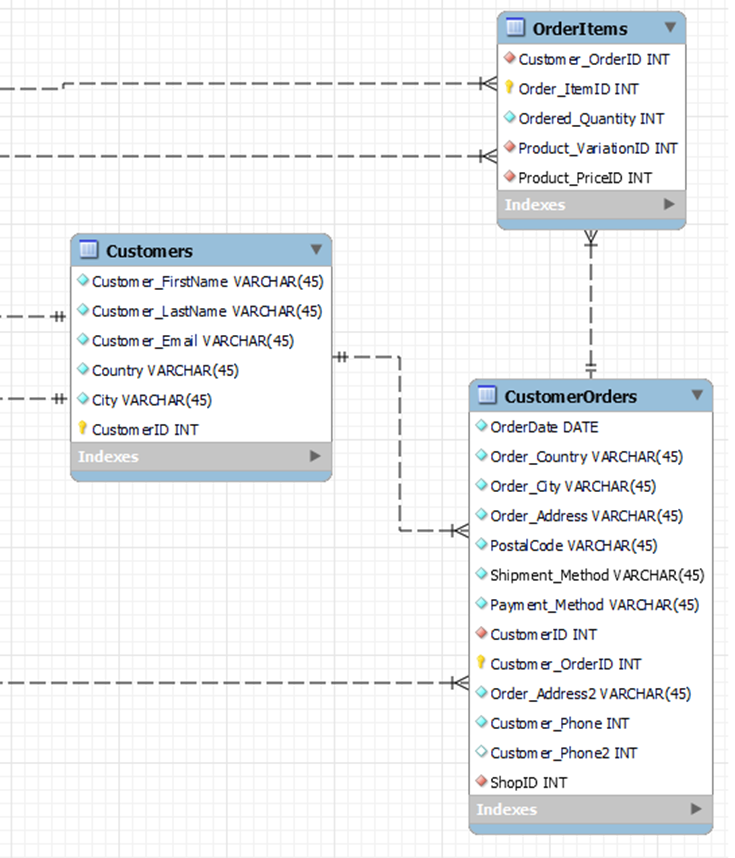 OrderItems
Customer_OrderID INT
Order_ItemID INT
Ordered_Quantity INT
Product_VariationID INT
Product_PriceID INT
Indexes
Customers
Customer_FirstName VARCHAR(45)
Customer_LastName VARCHAR(45)
Customer_Email VARCHAR(45)
Country VARCHAR(45)
City VARCHAR(45)
CustomerID INT
Indexes
CustomerOrders
OrderDate DATE
Order_Country VARCHAR(45)
Order_City VARCHAR(45)
Order_Address VARCHAR(45)
PostalCode VARCHAR(45)
Shipment_Method VARCHAR(45)
Payment_Method VARCHAR(45)
CustomerID INT
Customer_OrderID INT
Order_Address2 VARCHAR(45)
Customer_Phone INT
Customer_Phone2 INT
ShopID INT
Indexes